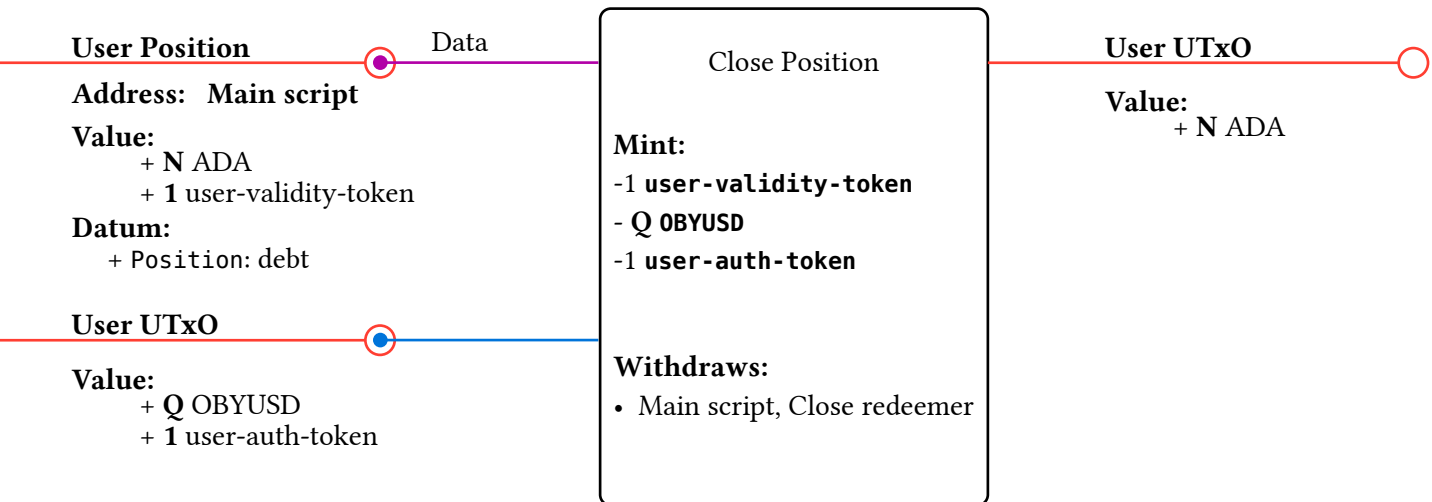 User Position
Data
Address: Main script
Value:
+ N ADA
+ 1 user-validity-token
Datum:
+ Position: debt
User UTxO
Value:
+ Q OBYUSD
+ 1 user-auth-token
Close Position
Mint:
-1 user-validity-token
- Q OBYUSD
-1 user-auth-token
Withdraws:
• Main script, Close redeemer
User UTxO
Value:
+ N ADA